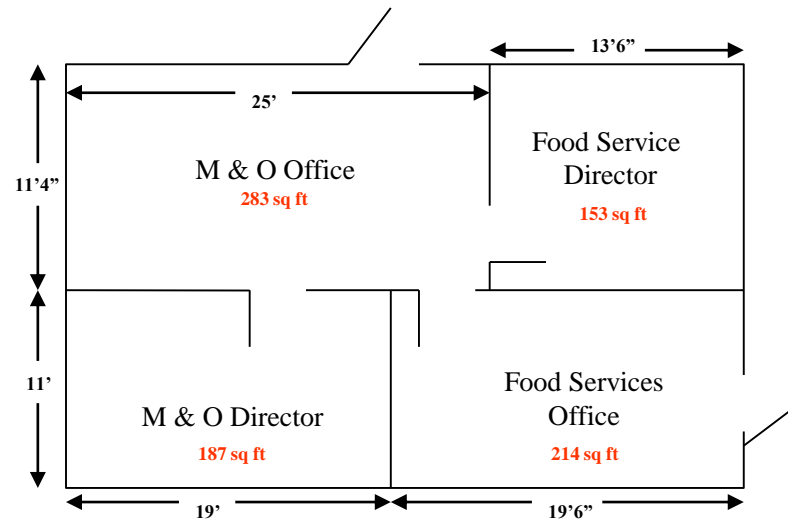 13'6”
25'
Food Service
Director
M & O Office
283 sq ft
153 sq ft
11'4”
11'
Food Services
Office
M & O Director
187 sq ft
214 sq ft
19'
19'6”